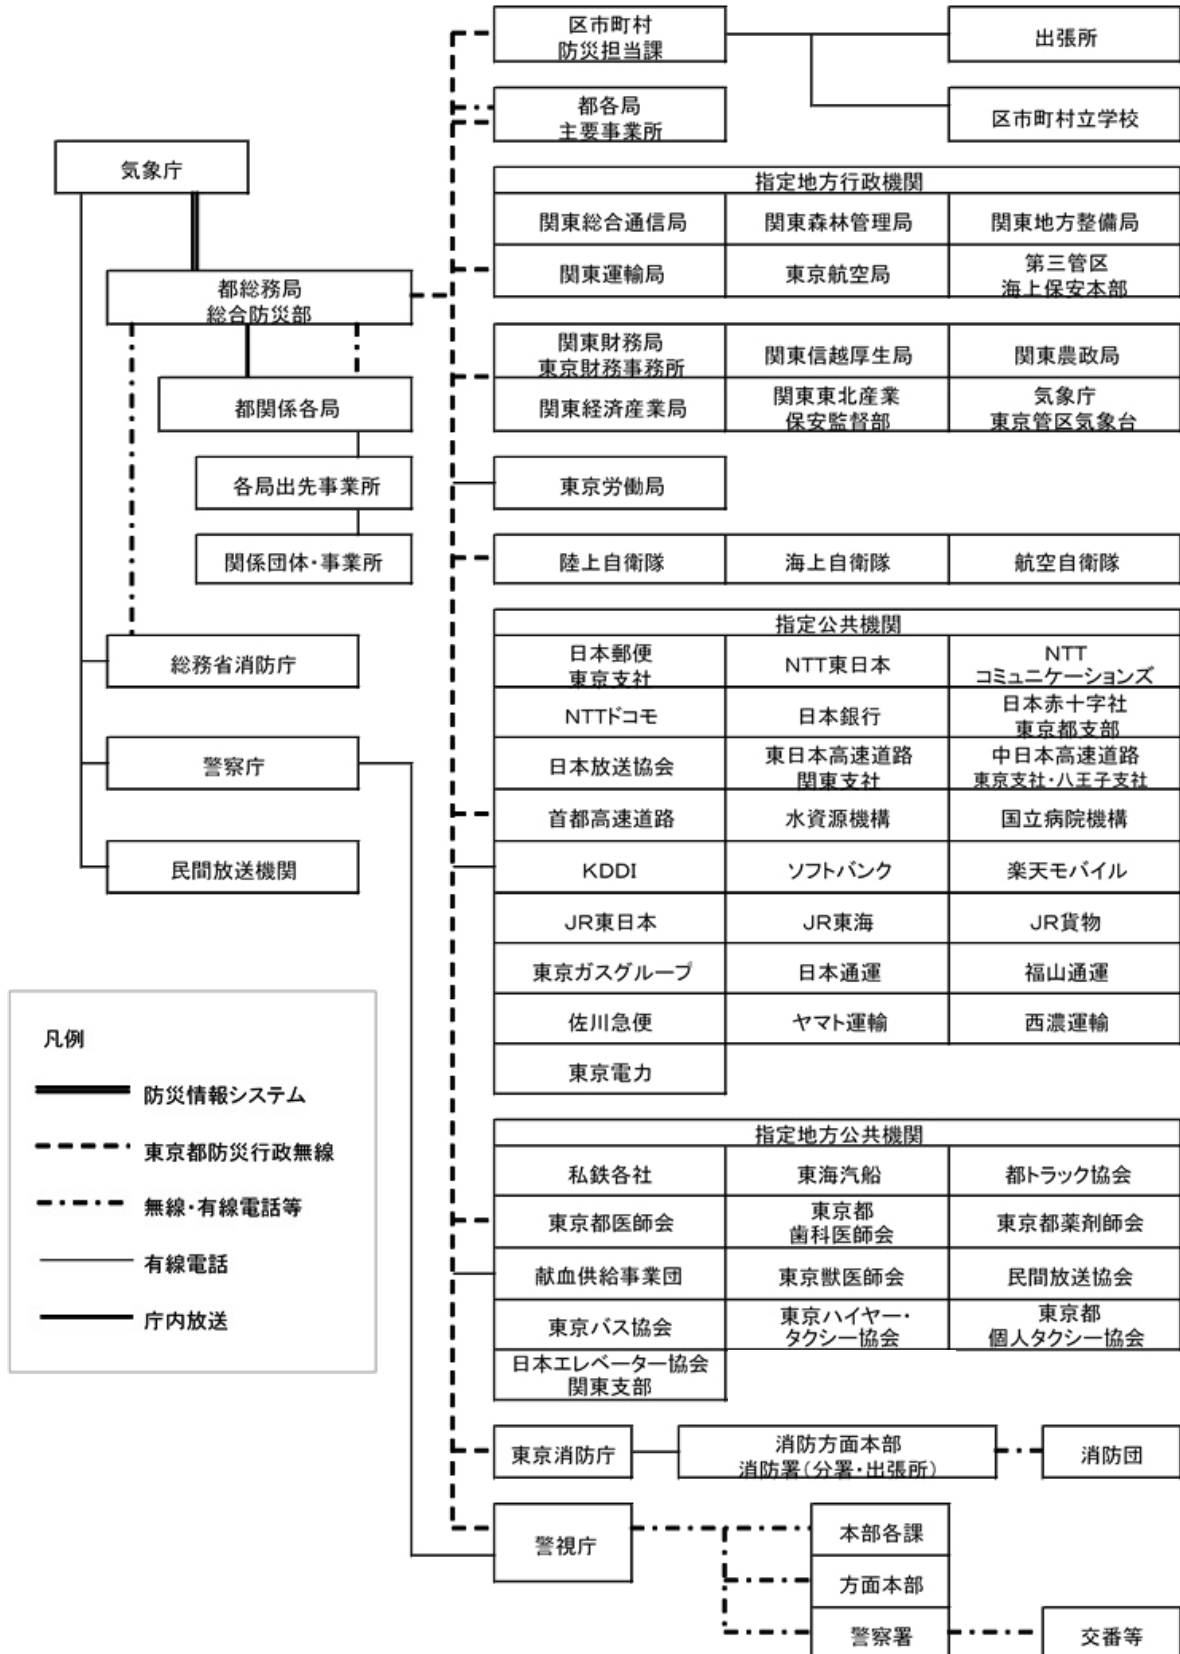 区市町村
防災担当課
出張所
都各局
主要事業所
区市町村立学校
気象庁
指定地方行政機関
関東総合通信局
関東森林管理局
関東地方整備局
関東運輸局
東京航空局
第三管区
海上保安本部
都総務局
総合防災部
関東財務局
東京財務事務所
関東信越厚生局
関東農政局
関東経済産業局
関東東北産業
保安監督部
気象庁
東京管区気象台
都関係各局
各局出先事業所
東京労働局
関係団体・事業所
陸上自衛隊
海上自衛隊
航空自衛隊
指定公共機関
日本郵便
東京支社
NTT東日本
NTT
コミュニケーションズ
総務省消防庁
NTTドコモ
日本銀行
日本赤十字社
東京都支部
警察庁
日本放送協会
東日本高速道路
関東支社
中日本高速道路
東京支社・八王子支社
首都高速道路
水資源機構
国立病院機構
民間放送機関
KDDI
ソフトバンク
楽天モバイル
JR東日本
JR東海
JR貨物
東京ガスグループ
日本通運
福山通運
佐川急便
ヤマト運輸
西濃運輸
東京電力
凡例
防災情報システム
東京都防災行政無線
無線・有線電話等
有線電話
庁内放送
指定地方公共機関
私鉄各社
東海汽船
都トラック協会
東京都医師会
東京都
歯科医師会
東京都薬剤師会
献血供給事業団
東京獣医師会
民間放送協会
東京バス協会
東京ハイヤー・
タクシー協会
東京都
個人タクシー協会
日本エレベーター協会
関東支部
東京消防庁
消防方面本部
消防署(分署・出張所)
消防団
警視庁
本部各課
方面本部
警察署
交番等